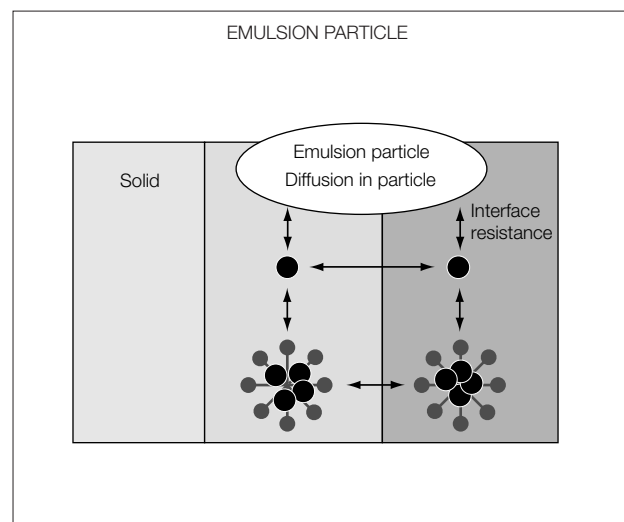 EMULSION PARTICLE
Emulsion particle
Diffusion in particle
Solid
Interface
resistance